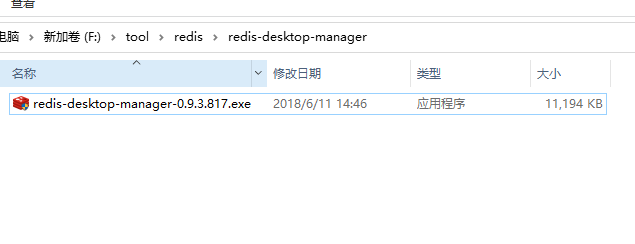 查看
电脑 > 新加卷 (F:) > tool > redis > redis-desktop-manager
名称 修改日期 类型 大小
redis-desktop-manager-0.9.3.817.exe 2018/6/11 14:46 应用程序 11,194 KB